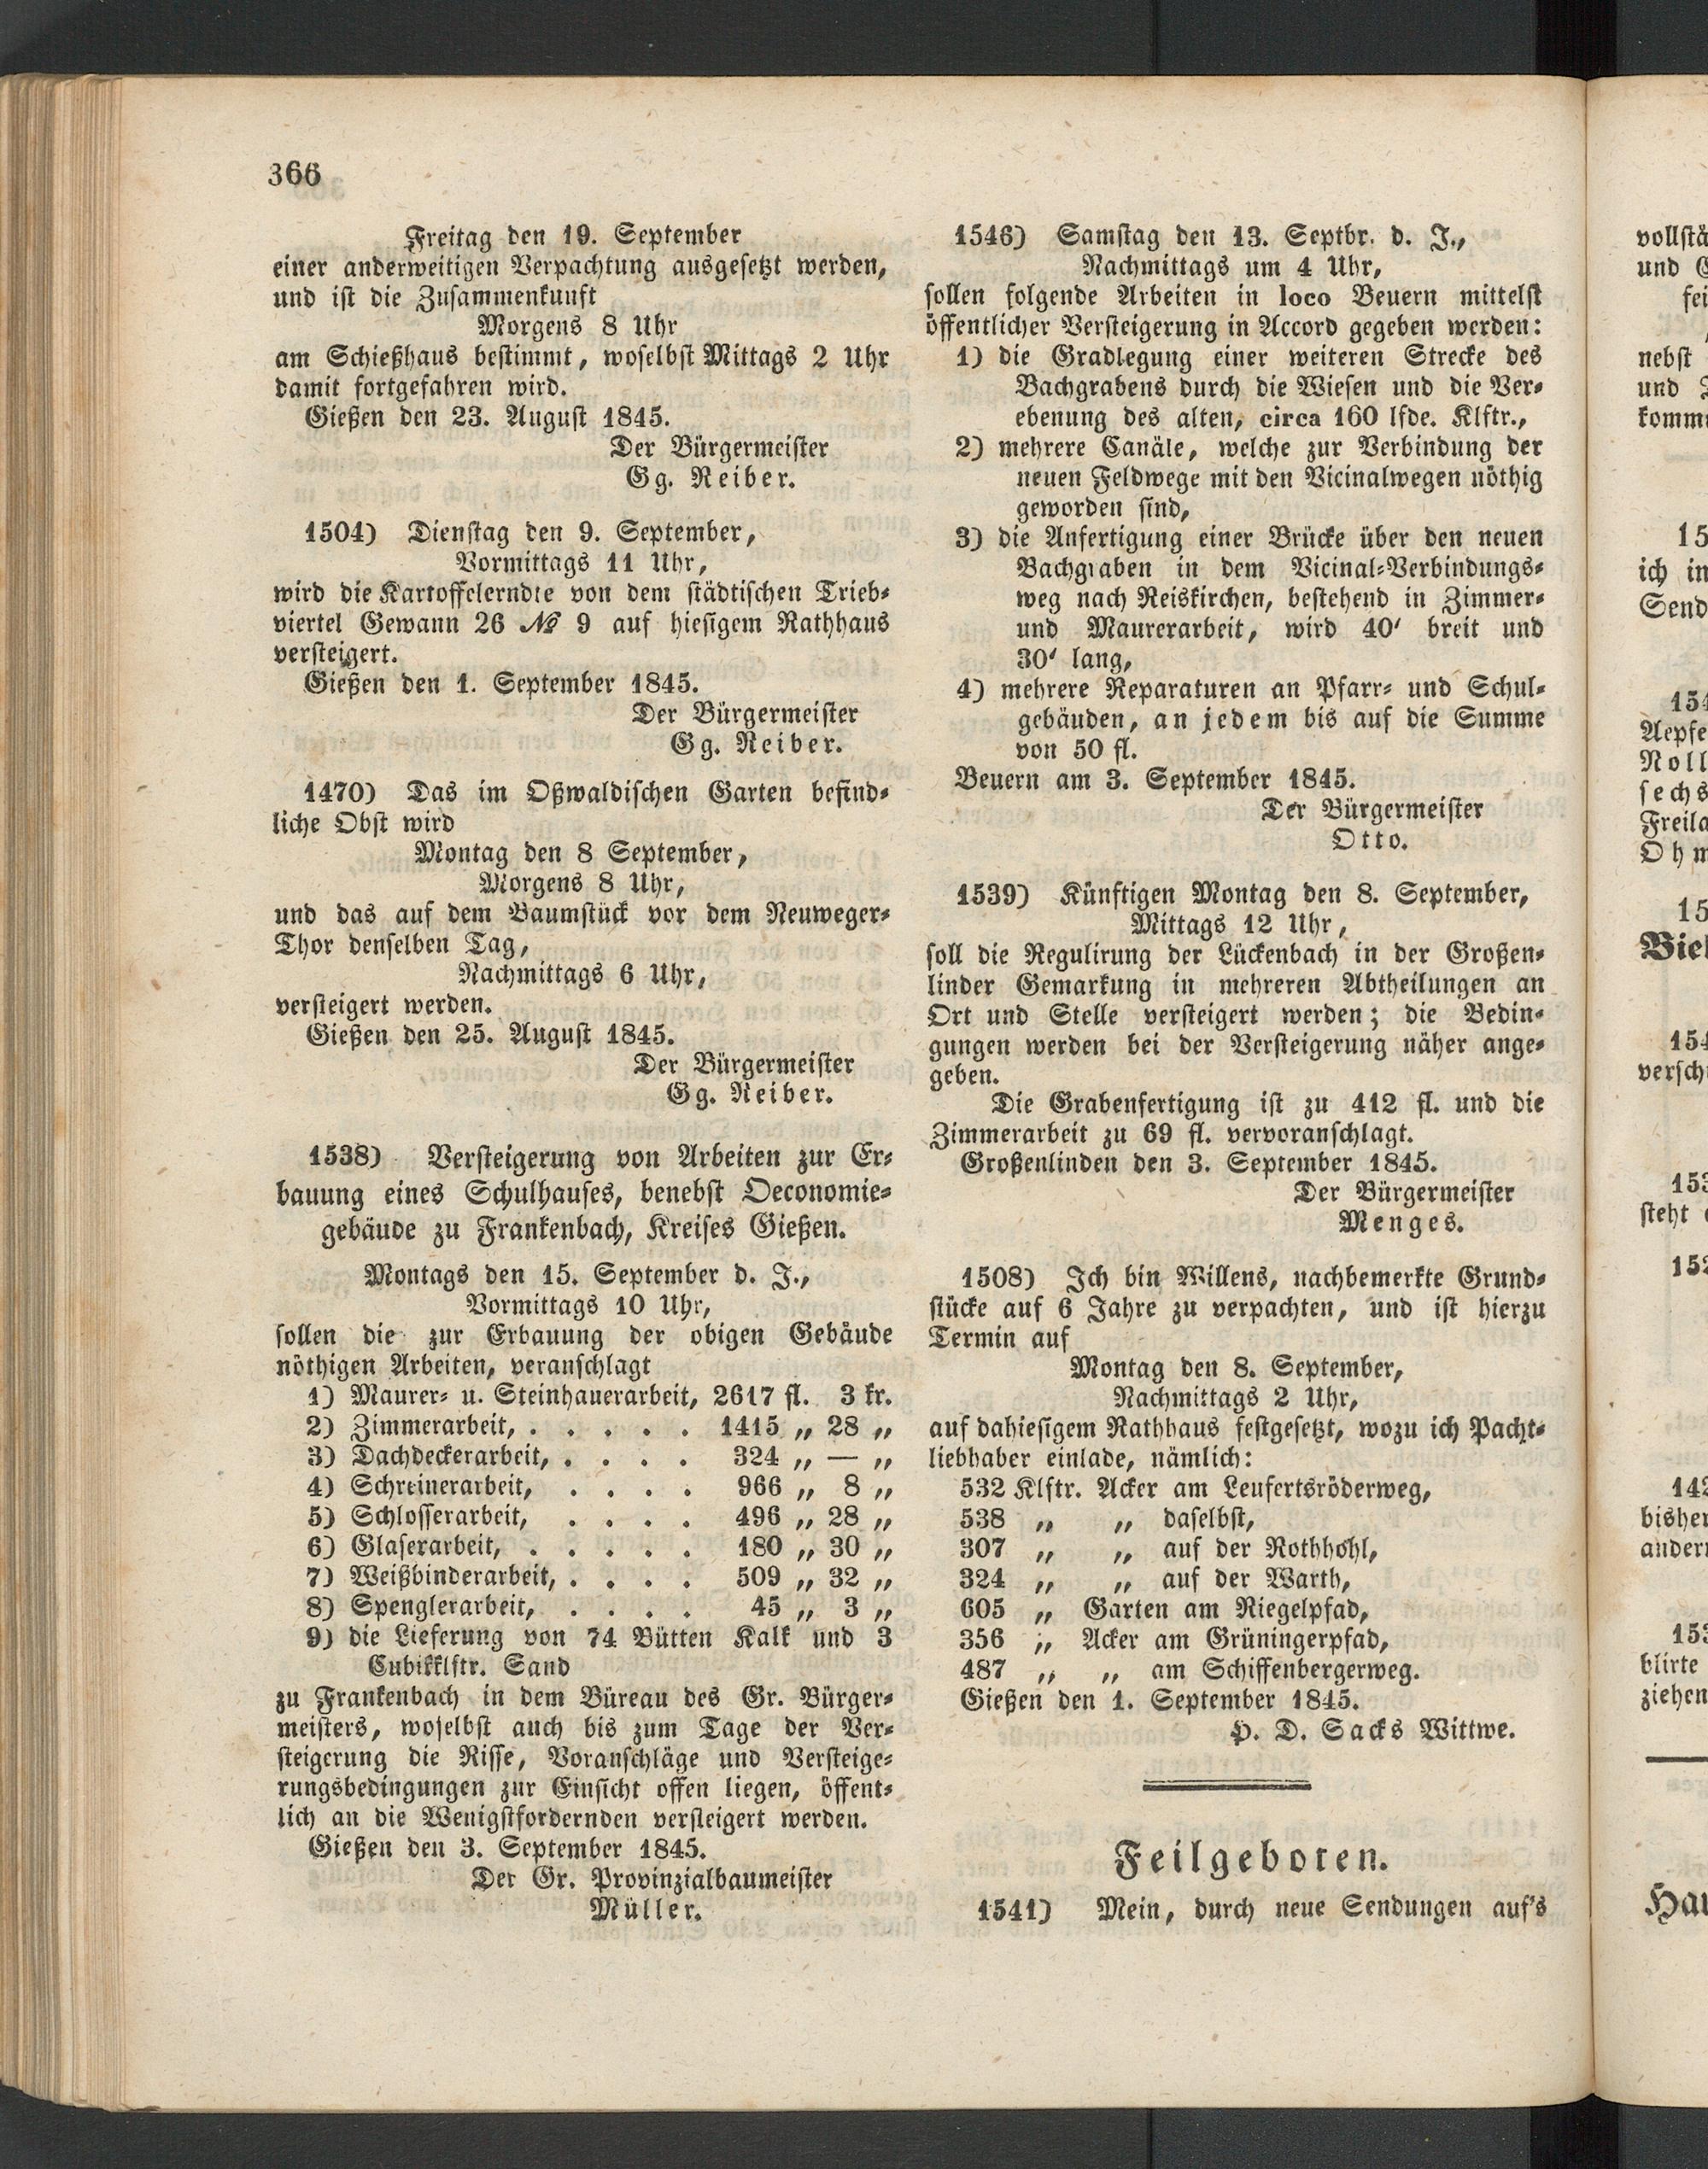 366
Freitag den 19. September
einer anderweitigen Verpachtung ausgesetzt werden,
und ist die Zusammenkunft
Morgens 8 Uhr
am Schießhaus bestimmt, woselbst Mittags 2 Uhr
damit fortgefahren wird.
Gießen den 23. August 1845.
Der Bürgermeister
Gg. Reiber.
1504) Dienstag den 9. September,
Vormittags 11 Uhr,
wird die Kartoffelerndte von dem städtischen Trieb-
viertel Gewann 26 № 9 auf hiesigem Rathhaus
versteigert.
Gießen den 1. September 1845.
Der Bürgermeister
Gg. Reiber.
1470) Das im Oßwaldischen Garten befind-
liche Obst wird
Montag den 8 September,
Morgens 8 Uhr,
und das auf dem Baumstück vor dem Neuweger-
Thor denselben Tag,
Nachmittags 6 Uhr,
versteigert werden.
Gießen den 25. August 1845.
Der Bürgermeister
Gg. Reiber.
1538) Versteigerung von Arbeiten zur Er-
bauung eines Schulhauses, benebst Oeconomie-
gebäude zu Frankenbach, Kreises Gießen.
Montags den 15. September d. J.,
Vormittags 10 Uhr,
sollen die zur Erbauung der obigen Gebäude
nöthigen Arbeiten, veranschlagt
1) Maurer- u. Steinhauerarbeit, 2617 fl. 3 kr.
2) Zimmerarbeit, . . . . . 1415 „ 28 „
3) Dachdeckerarbeit, . . . . 324 „ — „
4) Schreinerarbeit, . . . . 966 „ 8 „
5) Schlosserarbeit, . . . . 496 „ 28 „
6) Glaserarbeit, . . . . . 180 „ 30 „
7) Weißbinderarbeit, . . . . 509 „ 32 „
8) Spenglerarbeit, . . . . 45 „ 3 „
9) die Lieferung von 74 Bütten Kalk und 3
Cubikklftr. Sand
zu Frankenbach in dem Büreau des Gr. Bürger-
meisters, woselbst auch bis zum Tage der Ver-
steigerung die Risse, Voranschläge und Versteige-
rungsbedingungen zur Einsicht offen liegen, öffent-
lich an die Wenigstfordernden versteigert werden.
Gießen den 3. September 1845.
Der Gr. Provinzialbaumeister
Müller.
1546) Samstag den 13. Septbr. d. J.,
Nachmittags um 4 Uhr,
sollen folgende Arbeiten in loco Beuern mittelst
öffentlicher Versteigerung in Accord gegeben werden:
1) die Gradlegung einer weiteren Strecke des
Bachgrabens durch die Wiesen und die Ver-
ebenung des alten, circa 160 lfde. Klftr.,
2) mehrere Canäle, welche zur Verbindung der
neuen Feldwege mit den Vicinalwegen nöthig
geworden sind,
3) die Anfertigung einer Brücke über den neuen
Bachgraben in dem Vicinal-Verbindungs-
weg nach Reiskirchen, bestehend in Zimmer-
und Maurerarbeit, wird 40' breit und
30' lang,
4) mehrere Reparaturen an Pfarr- und Schul-
gebäuden, an jedem bis auf die Summe
von 50 fl.
Beuern am 3. September 1845.
Der Bürgermeister
Otto.
1539) Künftigen Montag den 8. September,
Mittags 12 Uhr,
soll die Regulirung der Lückenbach in der Großen-
linder Gemarkung in mehreren Abtheilungen an
Ort und Stelle versteigert werden; die Bedin-
gungen werden bei der Versteigerung näher ange-
geben.
Die Grabenfertigung ist zu 412 fl. und die
Zimmerarbeit zu 69 fl. vervoranschlagt.
Großenlinden den 3. September 1845.
Der Bürgermeister
Menges.
1508) Ich bin Willens, nachbemerkte Grund-
stücke auf 6 Jahre zu verpachten, und ist hierzu
Termin auf
Montag den 8. September,
Nachmittags 2 Uhr,
auf dahiesigem Rathhaus festgesetzt, wozu ich Pacht-
liebhaber einlade, nämlich:
532 Klftr. Acker am Leufertsröderweg,
538 „ „ daselbst,
307 „ „ auf der Rothhohl,
324 „ „ auf der Warth,
605 „ Garten am Riegelpfad,
356 „ Acker am Grüningerpfad,
487 „ „ am Schiffenbergerweg.
Gießen den 1. September 1845.
H. D. Sacks Wittwe.
Feilgeboten.
1541) Mein, durch neue Sendungen auf's